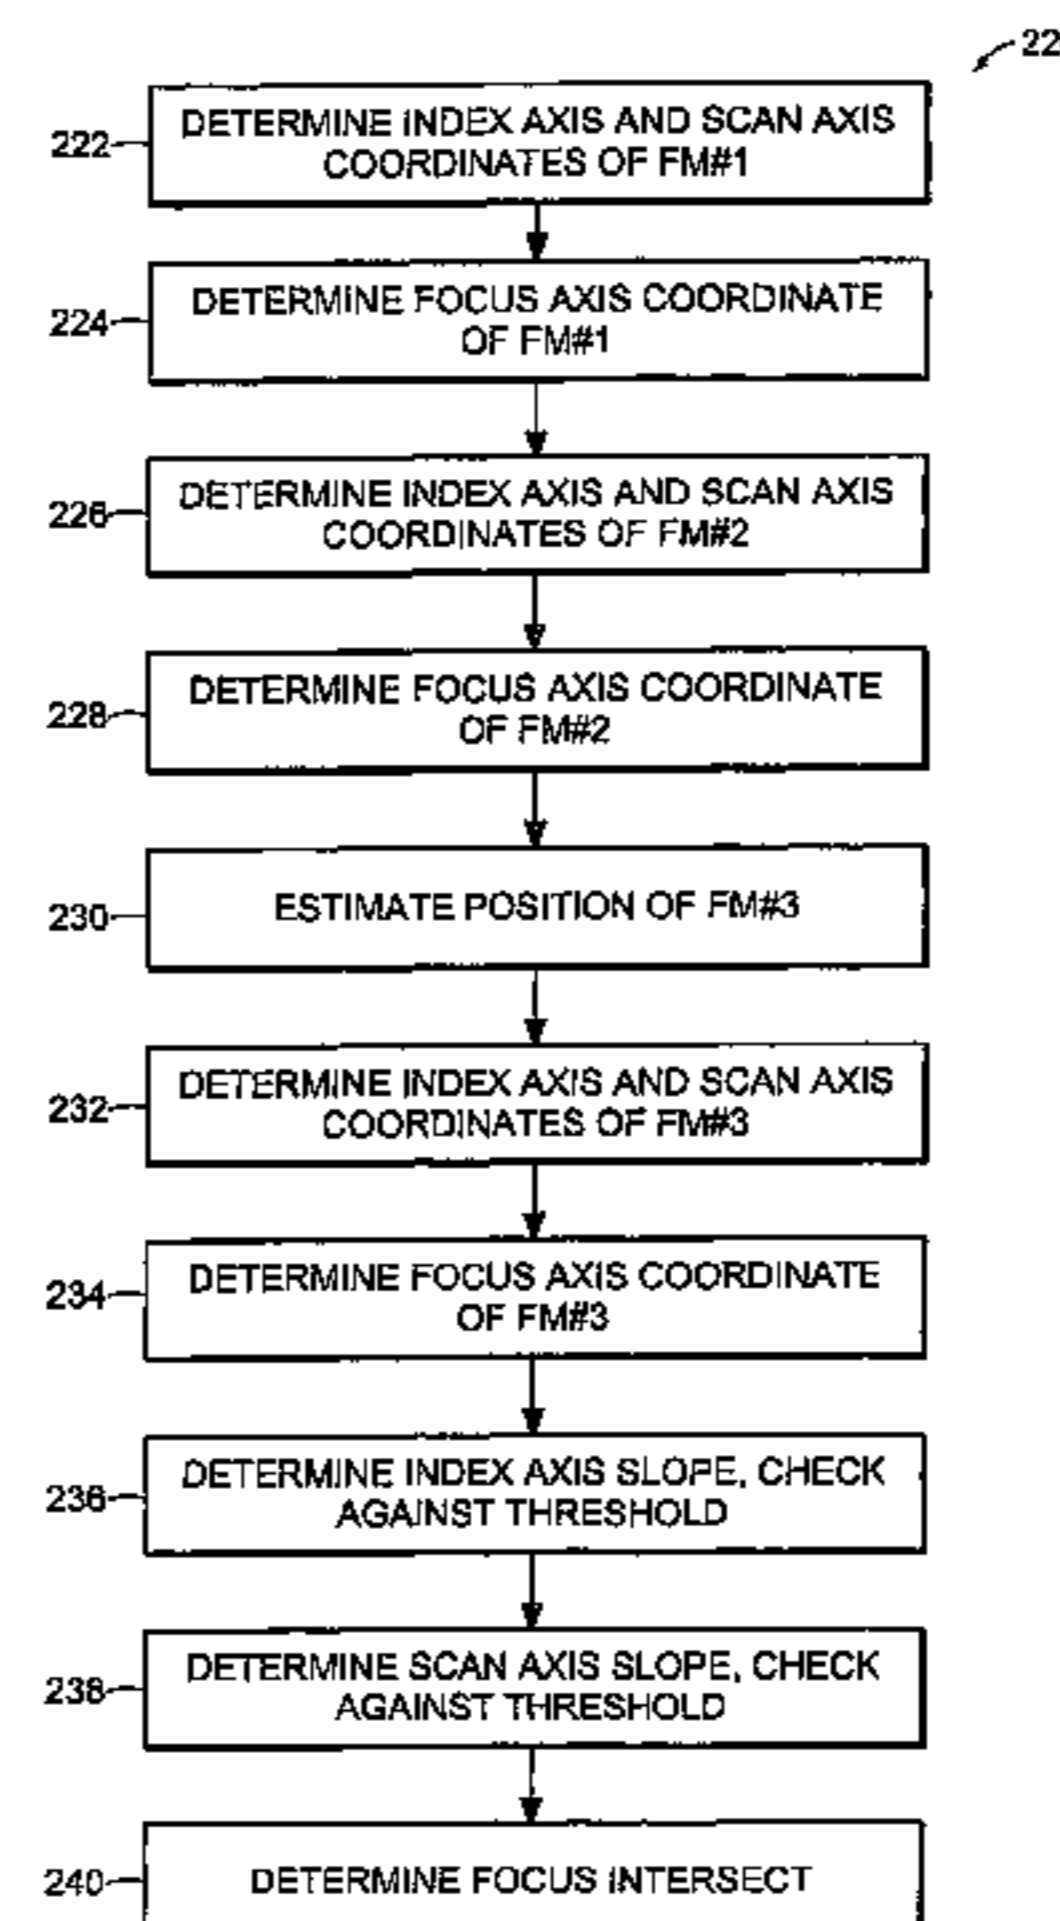 22
222
DETERMINE INDEX AXIS AND SCAN AXIS
COORDINATES OF FM#1
224
DETERMINE FOCUS AXIS COORDINATE
OF FM#1
226
DETERMINE INDEX AXIS AND SCAN AXIS
COORDINATES OF FM#2
228
DETERMINE FOCUS AXIS COORDINATE
OF FM#2
230
ESTIMATE POSITION OF FM#3
232
DETERMINE INDEX AXIS AND SCAN AXIS
COORDINATES OF FM#3
234
DETERMINE FOCUS AXIS COORDINATE
OF FM#3
236
DETERMINE INDEX AXIS SLOPE, CHECK
AGAINST THRESHOLD
238
DETERMINE SCAN AXIS SLOPE, CHECK
AGAINST THRESHOLD
240
DETERMINE FOCUS INTERSECT